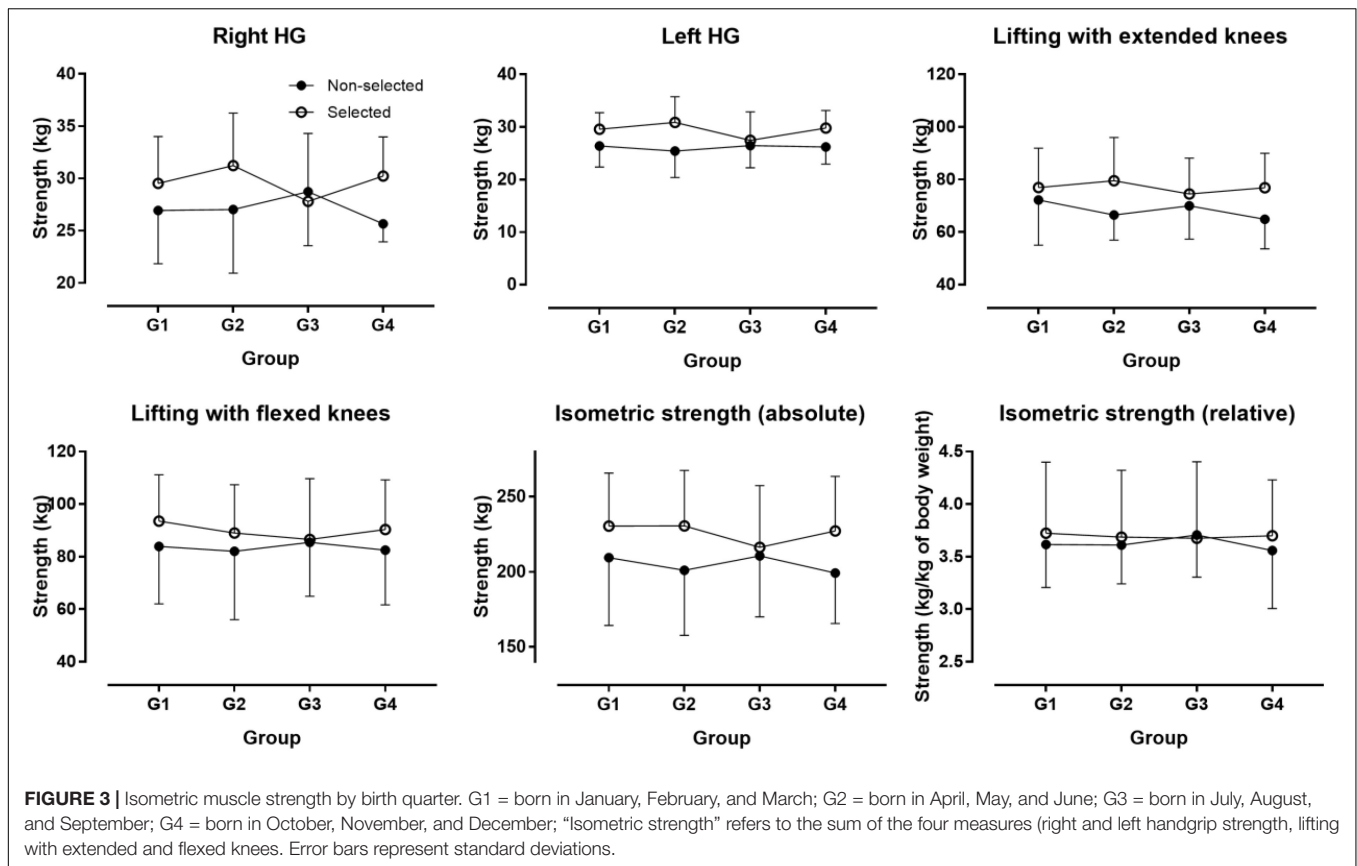 Right HG
Left HG
Lifting with extended knees
Non-selected
Selected
Strength (kg)
40
35
30
25
20
G1 G2 G3 G4
Group
Strength (kg)
40
30
20
10
0
G1 G2 G3 G4
Group
Strength (kg)
120
100
80
60
40
G1 G2 G3 G4
Group
Lifting with flexed knees
Isometric strength (absolute)
Isometric strength (relative)
Strength (kg)
120
100
80
60
40
G1 G2 G3 G4
Group
Strength (kg)
250
200
150
G1 G2 G3 G4
Group
Strength (kg/kg of body weight)
4.5
4.0
3.5
3.0
2.5
G1 G2 G3 G4
Group
FIGURE 3 | Isometric muscle strength by birth quarter. G1 = born in January, February, and March; G2 = born in April, May, and June; G3 = born in July, August,
and September; G4 = born in October, November, and December; “Isometric strength” refers to the sum of the four measures (right and left handgrip strength, lifting
with extended and flexed knees. Error bars represent standard deviations.